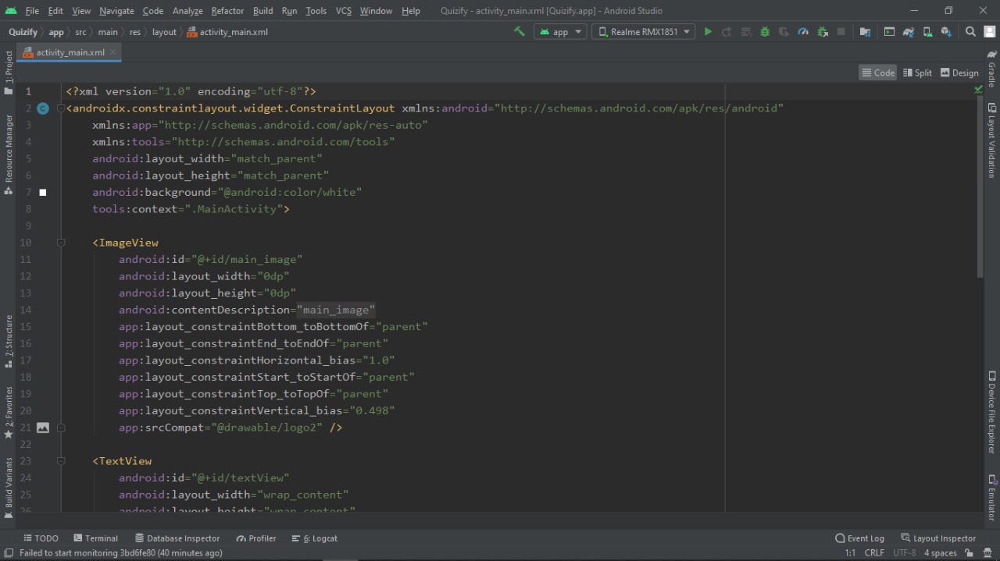 File Edit View Navigate Code Analyze Refactor Build Run Tools VCS Window Help Quizify - activity_main.xml [Quizify.app] - Android Studio
Quizify app src main res layout activity_main.xml app Realme RMX1851
activity_main.xml
Code Split Design
1 <?xml version="1.0" encoding="utf-8"?>
2 <androidx.constraintlayout.widget.ConstraintLayout xmlns:android="http://schemas.android.com/apk/res/android"
3 xmlns:app="http://schemas.android.com/apk/res-auto"
4 xmlns:tools="http://schemas.android.com/tools"
5 android:layout_width="match_parent"
6 android:layout_height="match_parent"
7 android:background="@android:color/white"
8 tools:context=".MainActivity">
9
10 <ImageView
11 android:id="@+id/main_image"
12 android:layout_width="0dp"
13 android:layout_height="0dp"
14 android:contentDescription="main_image"
15 app:layout_constraintBottom_toBottomOf="parent"
16 app:layout_constraintEnd_toEndOf="parent"
17 app:layout_constraintHorizontal_bias="1.0"
18 app:layout_constraintStart_toStartOf="parent"
19 app:layout_constraintTop_toTopOf="parent"
20 app:layout_constraintVertical_bias="0.498"
21 app:srcCompat="@drawable/logo2" />
22
23 <TextView
24 android:id="@+id/textView"
25 android:layout_width="wrap_content"
26 android:layout_height="wrap_content"
1: Project
Resource Manager
7: Structure
2: Favorites
Build Variants
Gradle
Layout Validation
Device File Explorer
Emulator
TODO Terminal Database Inspector Profiler 6: Logcat Event Log Layout Inspector
Failed to start monitoring 3bd6fe80 (40 minutes ago) 1:1 CRLF UTF-8 4 spaces